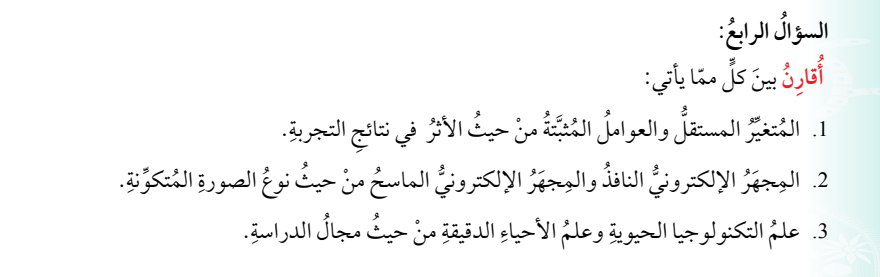 السؤالُ الرابعُ:
أُقارِنُ بينَ كلٍّ ممّا يأتي:
1. المُتغيِّرُ المستقلُّ والعواملُ المُثبَّتةُ منْ حيثُ الأثرُ في نتائجِ التجربةِ.
2. المِجهَرُ الإلكترونيُّ النافذُ والمِجهَرُ الإلكترونيُّ الماسحُ منْ حيثُ نوعُ الصورةِ المُتكوِّنةِ.
3. علمُ التكنولوجيا الحيويةِ وعلمُ الأحياءِ الدقيقةِ منْ حيثُ مجالُ الدراسةِ.